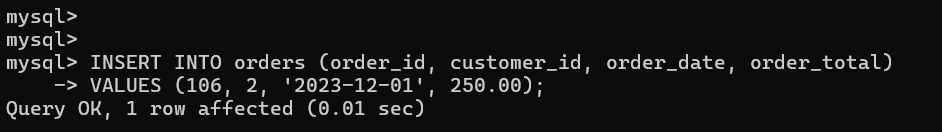 mysql>
mysql>
mysql> INSERT INTO orders (order_id, customer_id, order_date, order_total)
    -> VALUES (106, 2, '2023-12-01', 250.00);
Query OK, 1 row affected (0.01 sec)